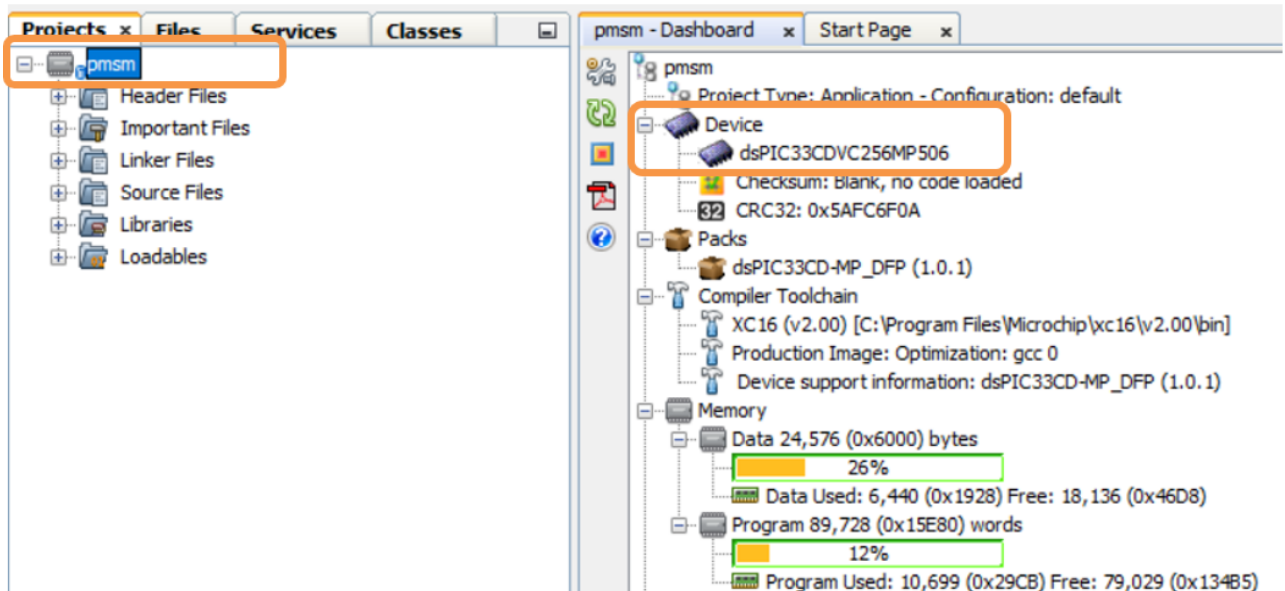 Projects × Files Services Classes
pmsm
Header Files
Important Files
Linker Files
Source Files
Libraries
Loadables
pmsm - Dashboard × Start Page ×
pmsm
Project Type: Application - Configuration: default
Device
dsPIC33CDVC256MP506
Checksum: Blank, no code loaded
32 CRC32: 0x5AFC6F0A
Packs
dsPIC33CD-MP_DFP (1.0.1)
Compiler Toolchain
XC16 (v2.00) [C:\Program Files\Microchip\xc16\v2.00\bin]
Production Image: Optimization: gcc 0
Device support information: dsPIC33CD-MP_DFP (1.0.1)
Memory
Data 24,576 (0x6000) bytes
26%
Data Used: 6,440 (0x1928) Free: 18,136 (0x46D8)
Program 89,728 (0x15E80) words
12%
Program Used: 10,699 (0x29CB) Free: 79,029 (0x134B5)